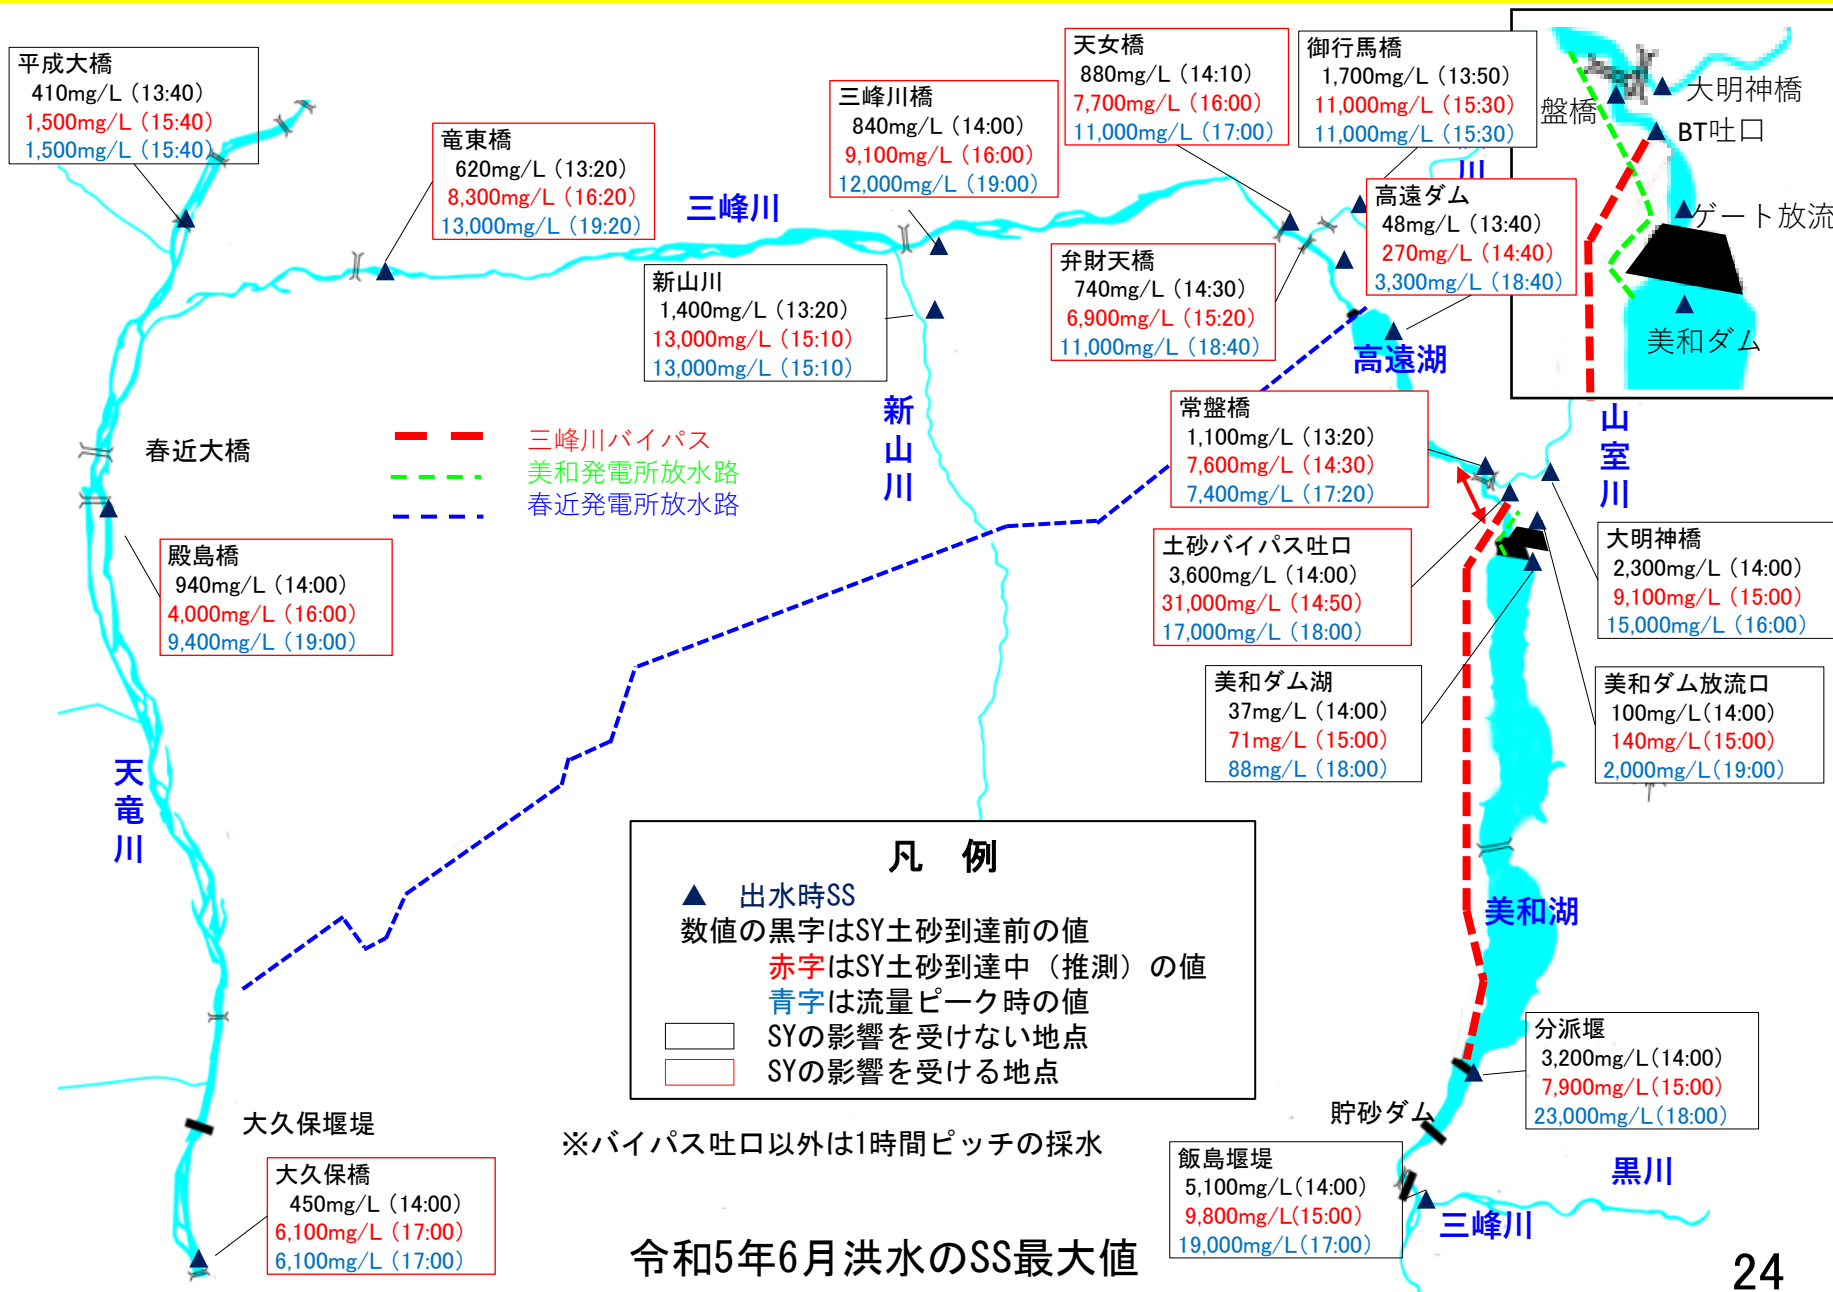 平成大橋
410mg/L (13:40)
1,500mg/L (15:40)
1,500mg/L (15:40)
竜東橋
620mg/L (13:20)
8,300mg/L (16:20)
13,000mg/L (19:20)
三峰川橋
840mg/L (14:00)
9,100mg/L (16:00)
12,000mg/L (19:00)
天女橋
880mg/L (14:10)
7,700mg/L (16:00)
11,000mg/L (17:00)
御行馬橋
1,700mg/L (13:50)
11,000mg/L (15:30)
11,000mg/L (15:30)
川
高遠ダム
48mg/L (13:40)
270mg/L (14:40)
3,300mg/L (18:40)
盤橋
大明神橋
BT吐口
ゲート放流
美和ダム
三峰川
新山川
1,400mg/L (13:20)
13,000mg/L (15:10)
13,000mg/L (15:10)
弁財天橋
740mg/L (14:30)
6,900mg/L (15:20)
11,000mg/L (18:40)
高遠湖
新山川
山室川
春近大橋
三峰川バイパス
美和発電所放水路
春近発電所放水路
常盤橋
1,100mg/L (13:20)
7,600mg/L (14:30)
7,400mg/L (17:20)
殿島橋
940mg/L (14:00)
4,000mg/L (16:00)
9,400mg/L (19:00)
土砂バイパス吐口
3,600mg/L (14:00)
31,000mg/L (14:50)
17,000mg/L (18:00)
大明神橋
2,300mg/L (14:00)
9,100mg/L (15:00)
15,000mg/L (16:00)
美和ダム湖
37mg/L (14:00)
71mg/L (15:00)
88mg/L (18:00)
美和ダム放流口
100mg/L(14:00)
140mg/L(15:00)
2,000mg/L(19:00)
天竜川
凡 例
▲ 出水時SS
数値の黒字はSY土砂到達前の値
赤字はSY土砂到達中（推測）の値
青字は流量ピーク時の値
SYの影響を受けない地点
SYの影響を受ける地点
美和湖
分派堰
3,200mg/L(14:00)
7,900mg/L(15:00)
23,000mg/L(18:00)
大久保堰堤
※バイパス吐口以外は1時間ピッチの採水
貯砂ダム
飯島堰堤
5,100mg/L(14:00)
9,800mg/L(15:00)
19,000mg/L(17:00)
黒川
三峰川
大久保橋
450mg/L (14:00)
6,100mg/L (17:00)
6,100mg/L (17:00)
令和5年6月洪水のSS最大値
24